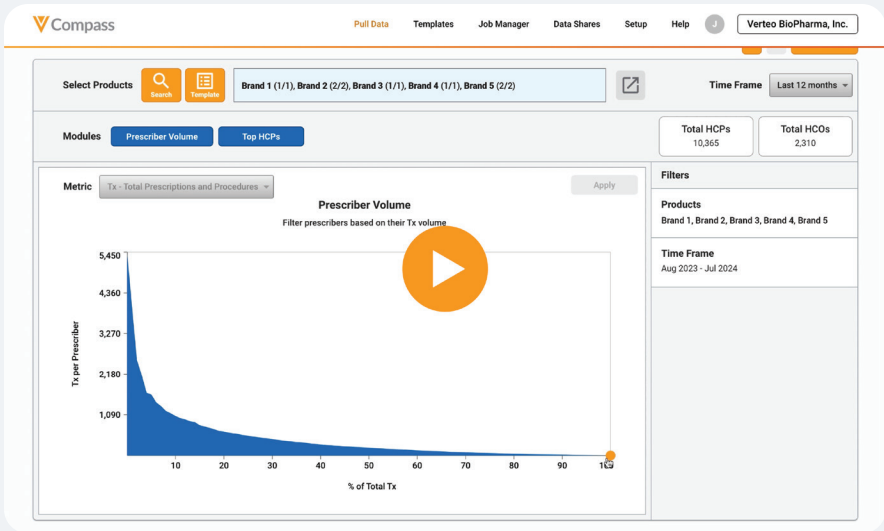 Compass
Pull Data
Templates
Job Manager
Data Shares
Setup
Help
J
Verteo BioPharma, Inc.
Select Products
Search
Template
Brand 1 (1/1), Brand 2 (2/2), Brand 3 (1/1), Brand 4 (1/1), Brand 5 (2/2)
Time Frame
Last 12 months
Modules
Prescriber Volume
Top HCPs
Total HCPs
10,365
Total HCOs
2,310
Metric
Tx - Total Prescriptions and Procedures
Apply
Prescriber Volume
Filter prescribers based on their Tx volume
5,450
4,360
3,270
2,180
1,090
Tx per Prescriber
10
20
30
40
50
60
70
80
90
% of Total Tx
Filters
Products
Brand 1, Brand 2, Brand 3, Brand 4, Brand 5
Time Frame
Aug 2023 - Jul 2024